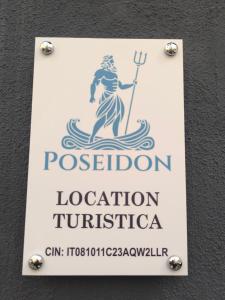 POSEIDON
LOCATION
TURISTICA
CIN: IT081011C23AQW2LLR